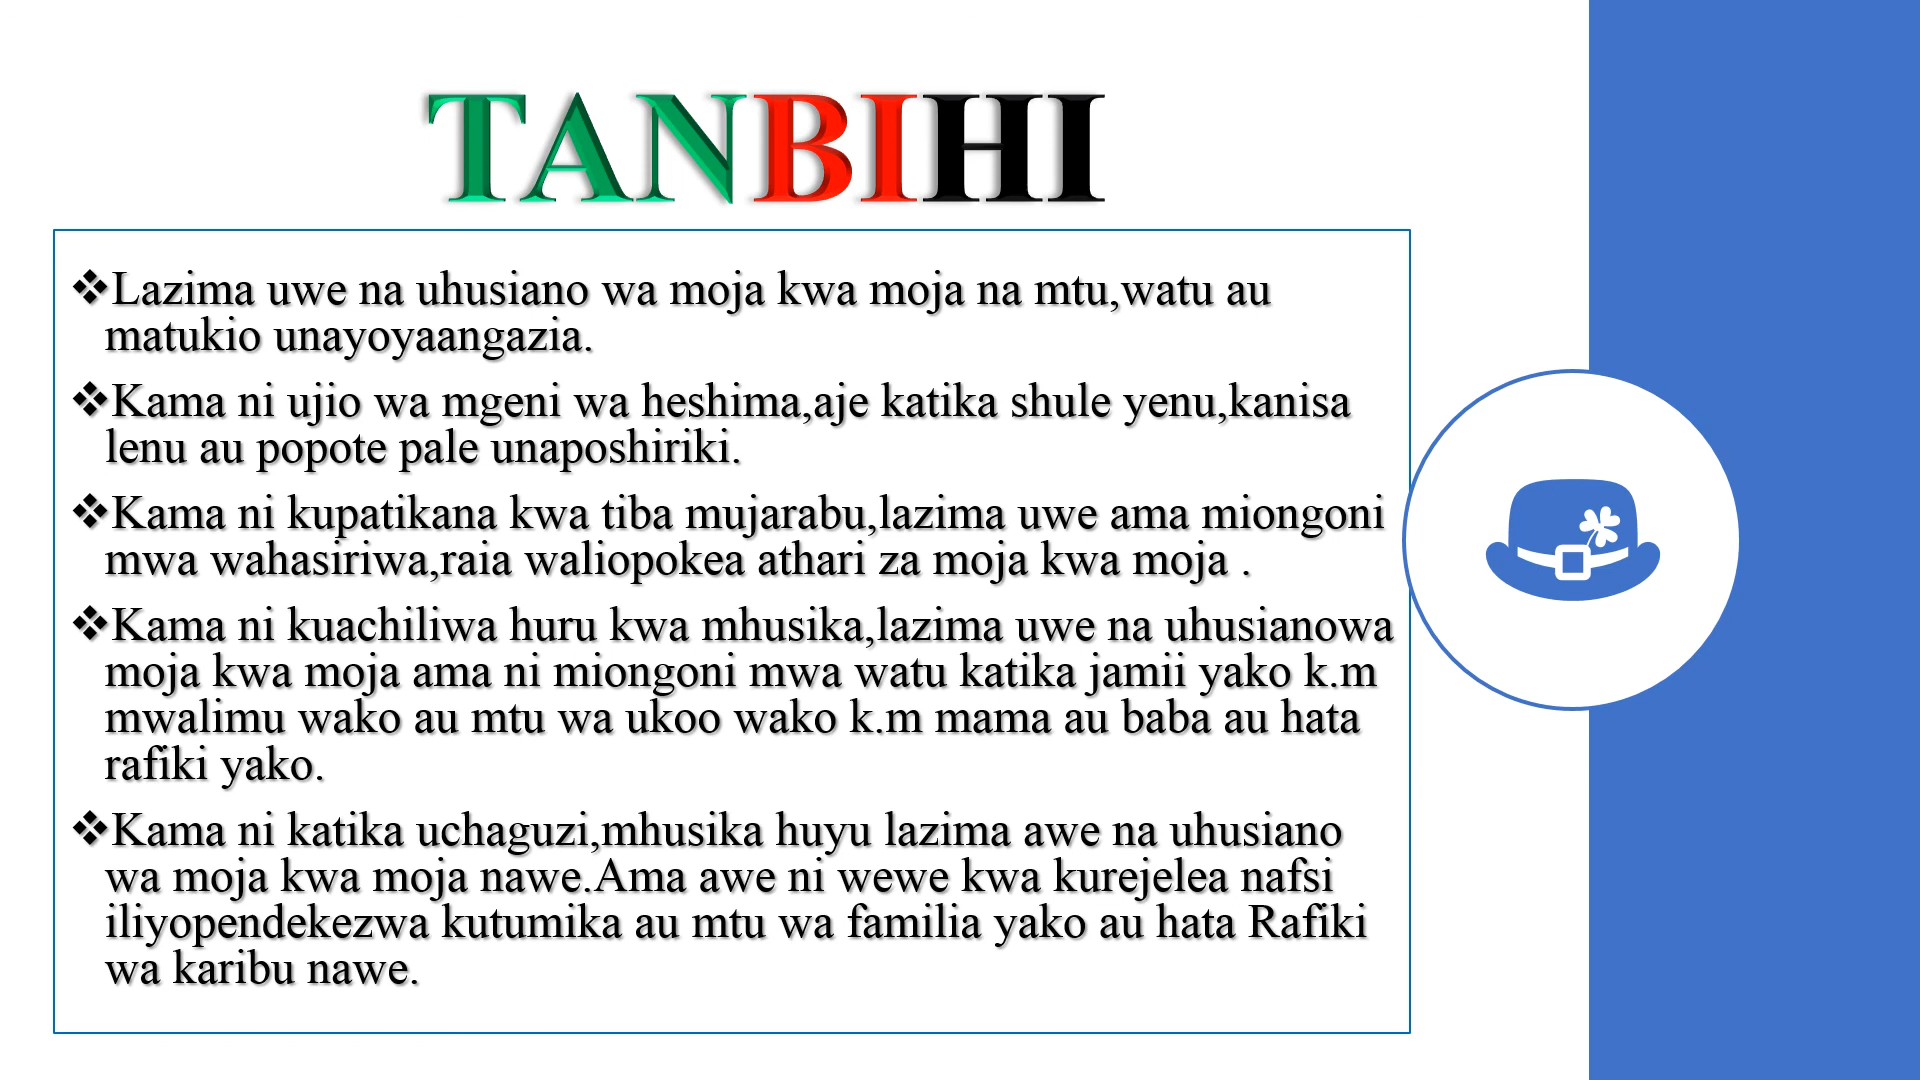 TANBIHI
❖Lazima uwe na uhusiano wa moja kwa moja na mtu,watu au
matukio unayoyaangazia.
❖Kama ni ujio wa mgeni wa heshima,aje katika shule yenu,kanisa
lenu au popote pale unaposhiriki.
❖Kama ni kupatikana kwa tiba mujarabu,lazima uwe ama miongoni
mwa wahasiriwa,raia waliopokea athari za moja kwa moja .
❖Kama ni kuachiliwa huru kwa mhusika,lazima uwe na uhusianowa
moja kwa moja ama ni miongoni mwa watu katika jamii yako k.m
mwalimu wako au mtu wa ukoo wako k.m mama au baba au hata
rafiki yako.
❖Kama ni katika uchaguzi,mhusika huyu lazima awe na uhusiano
wa moja kwa moja nawe.Ama awe ni wewe kwa kurejelea nafsi
iliyopendekezwa kutumika au mtu wa familia yako au hata Rafiki
wa karibu nawe.